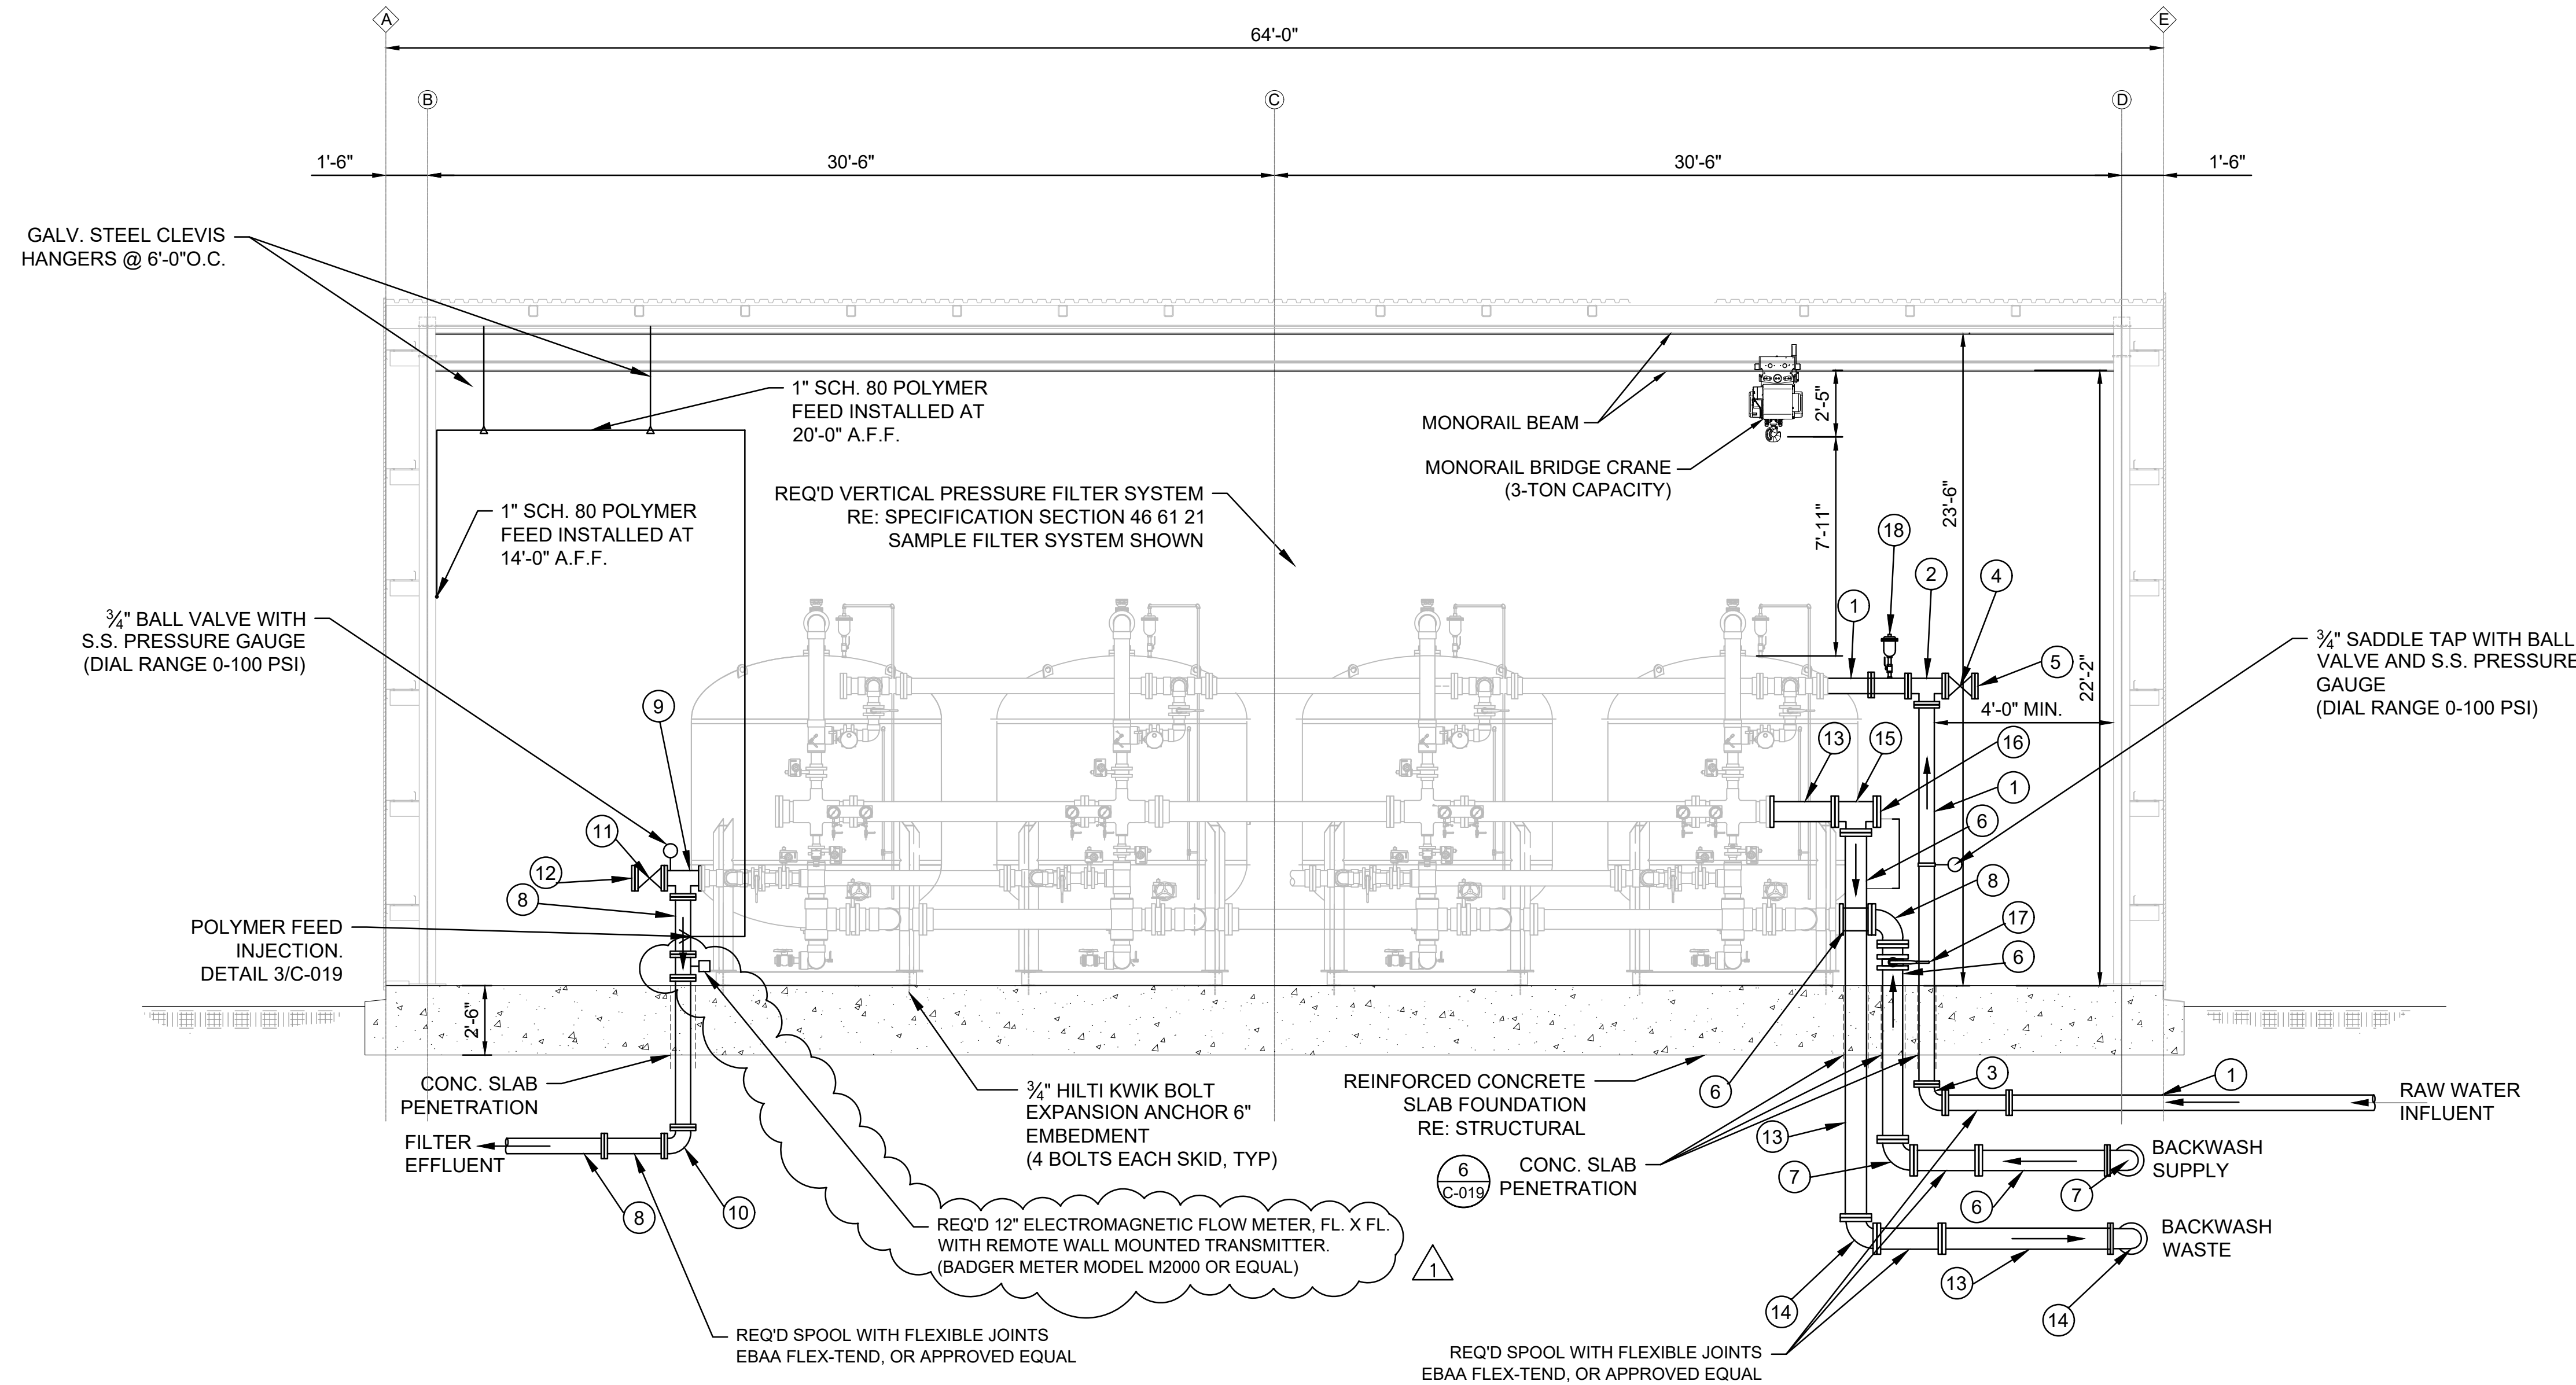 A
E
64'-0"
B
C
D
1'-6"
30'-6"
30'-6"
1'-6"
GALV. STEEL CLEVIS
HANGERS @ 6'-0"O.C.
1" SCH. 80 POLYMER
FEED INSTALLED AT
20'-0" A.F.F.
MONORAIL BEAM
2'-5"
MONORAIL BRIDGE CRANE
(3-TON CAPACITY)
REQ'D VERTICAL PRESSURE FILTER SYSTEM
RE: SPECIFICATION SECTION 46 61 21
SAMPLE FILTER SYSTEM SHOWN
1" SCH. 80 POLYMER
FEED INSTALLED AT
14'-0" A.F.F.
7'-11"
23'-6"
18
2
4
1
¾" BALL VALVE WITH
S.S. PRESSURE GAUGE
(DIAL RANGE 0-100 PSI)
¾" SADDLE TAP WITH BALL
VALVE AND S.S. PRESSURE
GAUGE
(DIAL RANGE 0-100 PSI)
5
22'-2"
4'-0" MIN.
9
13
15
16
1
6
11
12
8
8
17
6
POLYMER FEED
INJECTION.
DETAIL 3/C-019
2'-6"
CONC. SLAB
PENETRATION
FILTER
EFFLUENT
8
10
¾" HILTI KWIK BOLT
EXPANSION ANCHOR 6"
EMBEDMENT
(4 BOLTS EACH SKID, TYP)
REINFORCED CONCRETE
SLAB FOUNDATION
RE: STRUCTURAL
6
3
1
RAW WATER
INFLUENT
13
6
C-019
CONC. SLAB
PENETRATION
7
6
7
BACKWASH
SUPPLY
BACKWASH
WASTE
14
13
14
REQ'D 12" ELECTROMAGNETIC FLOW METER, FL. X FL.
WITH REMOTE WALL MOUNTED TRANSMITTER.
(BADGER METER MODEL M2000 OR EQUAL)
1
REQ'D SPOOL WITH FLEXIBLE JOINTS
EBAA FLEX-TEND, OR APPROVED EQUAL
REQ'D SPOOL WITH FLEXIBLE JOINTS
EBAA FLEX-TEND, OR APPROVED EQUAL